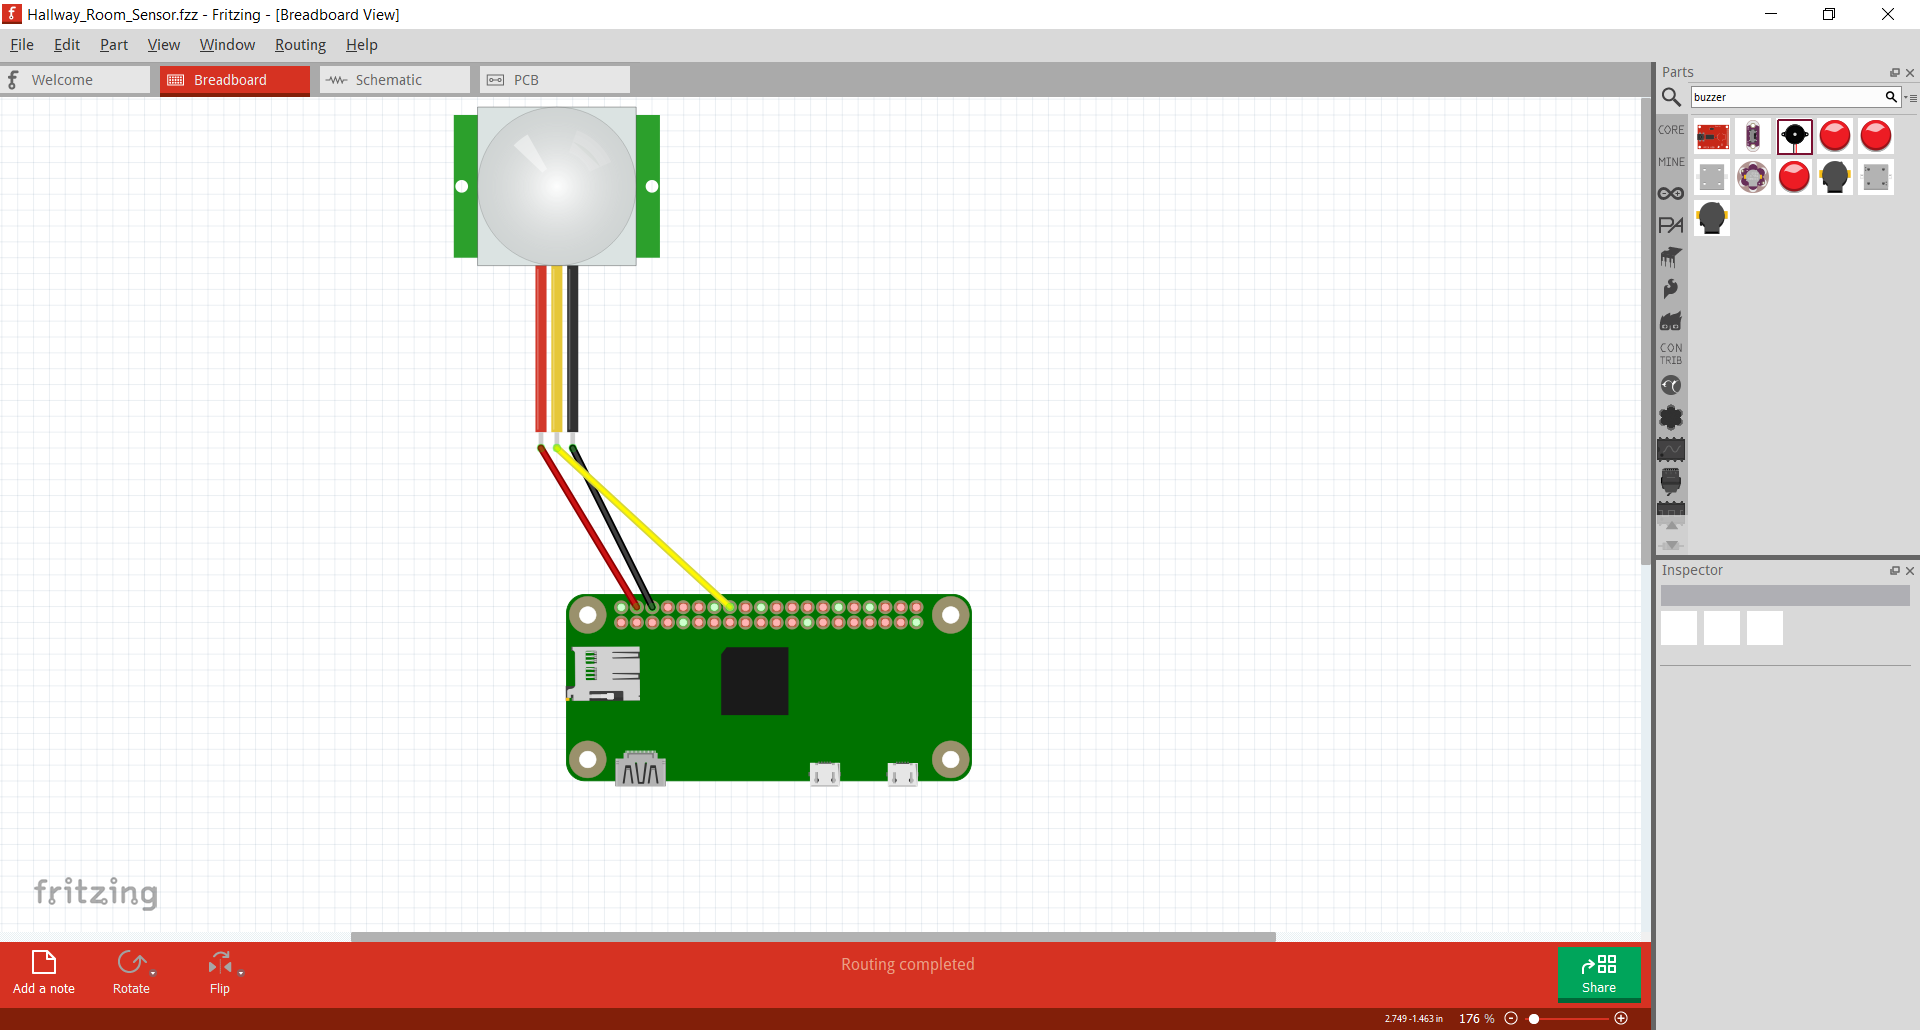 Hallway_Room_Sensor.fzz - Fritzing - [Breadboard View]
File Edit Part View Window Routing Help
Welcome Breadboard Schematic PCB
Parts
buzzer
CORE
MINE
CON
TRIB
Inspector
fritzing
Routing completed
Add a note Rotate Flip Share
2.749 -1.463 in 176 %